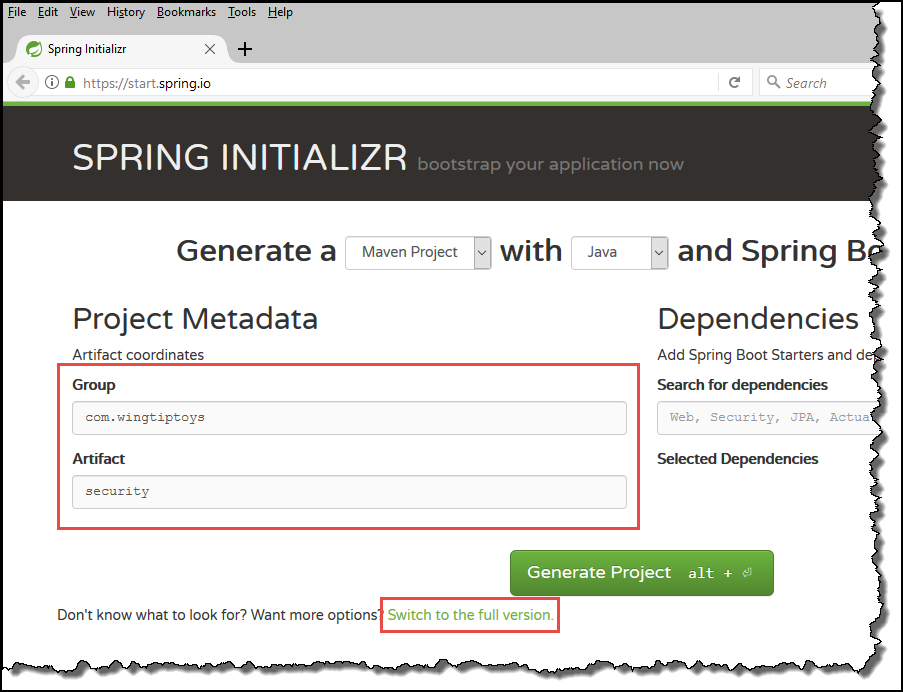 File Edit View History Bookmarks Tools Help
Spring Initializr
https://start.spring.io
Search
SPRING INITIALIZR bootstrap your application now
Generate a Maven Project with Java and Spring Bo
Project Metadata
Dependencies
Artifact coordinates
Add Spring Boot Starters and de
Group
Search for dependencies
com.wingtiptoys
Web, Security, JPA, Actua
Artifact
Selected Dependencies
security
Generate Project alt + ⏎
Don't know what to look for? Want more options? Switch to the full version.